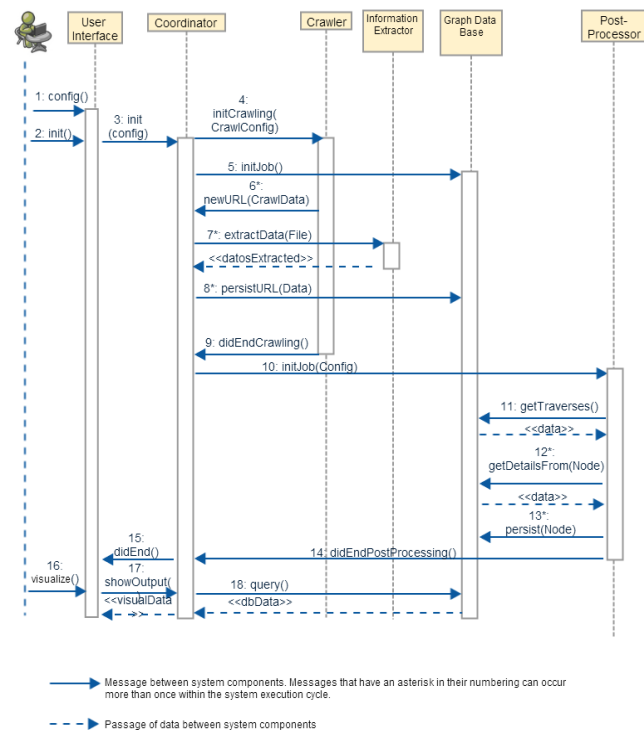 User
Interface
Coordinator
Crawler
Information
Extractor
Graph Data
Base
Post-
Processor
1: config()
2: init()
3: init
(config)
4:
initCrawling(
CrawlConfig)
5: initJob()
6*:
newURL(CrawlData)
7*: extractData(File)
<<datosExtracted>>
8*: persistURL(Data)
9: didEndCrawling()
10: initJob(Config)
11: getTraverses()
<<data>>
12*:
getDetailsFrom(Node)
<<data>>
13*:
persist(Node)
14: didEndPostProcessing()
15:
didEnd()
16:
visualize()
17:
showOutput(
)
18: query()
<<visualData
>>
<<dbData>>
Message between system components. Messages that have an asterisk in their numbering can occur
more than once within the system execution cycle.
Passage of data between system components